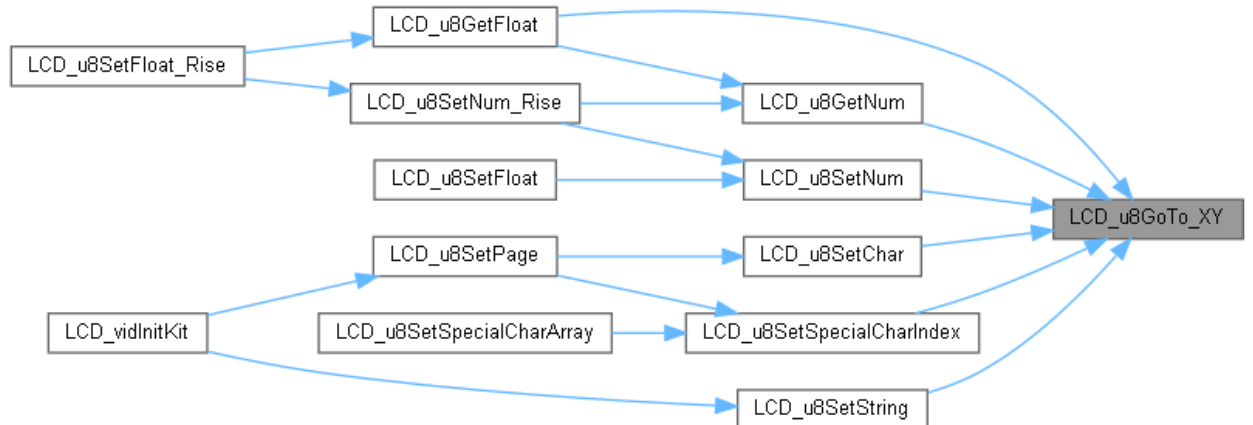 LCD_u8GetFloat
LCD_u8SetFloat_Rise
LCD_u8SetNum_Rise
LCD_u8GetNum
LCD_u8SetFloat
LCD_u8SetNum
LCD_u8GoTo_XY
LCD_u8SetPage
LCD_u8SetChar
LCD_vidInitKit
LCD_u8SetSpecialCharArray
LCD_u8SetSpecialCharIndex
LCD_u8SetString